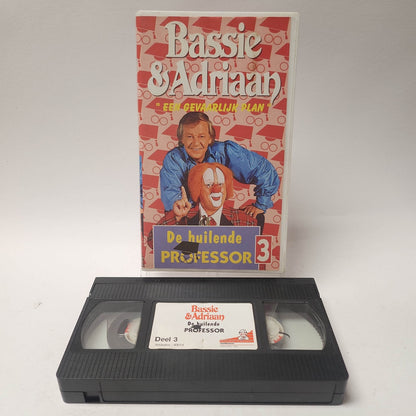 Bassie
& Adriaan
"EEN GEVAARLIJK PLAN"
De huilende
PROFESSOR 3
Bassie
& Adriaan
De huilende
PROFESSOR
Deel 3